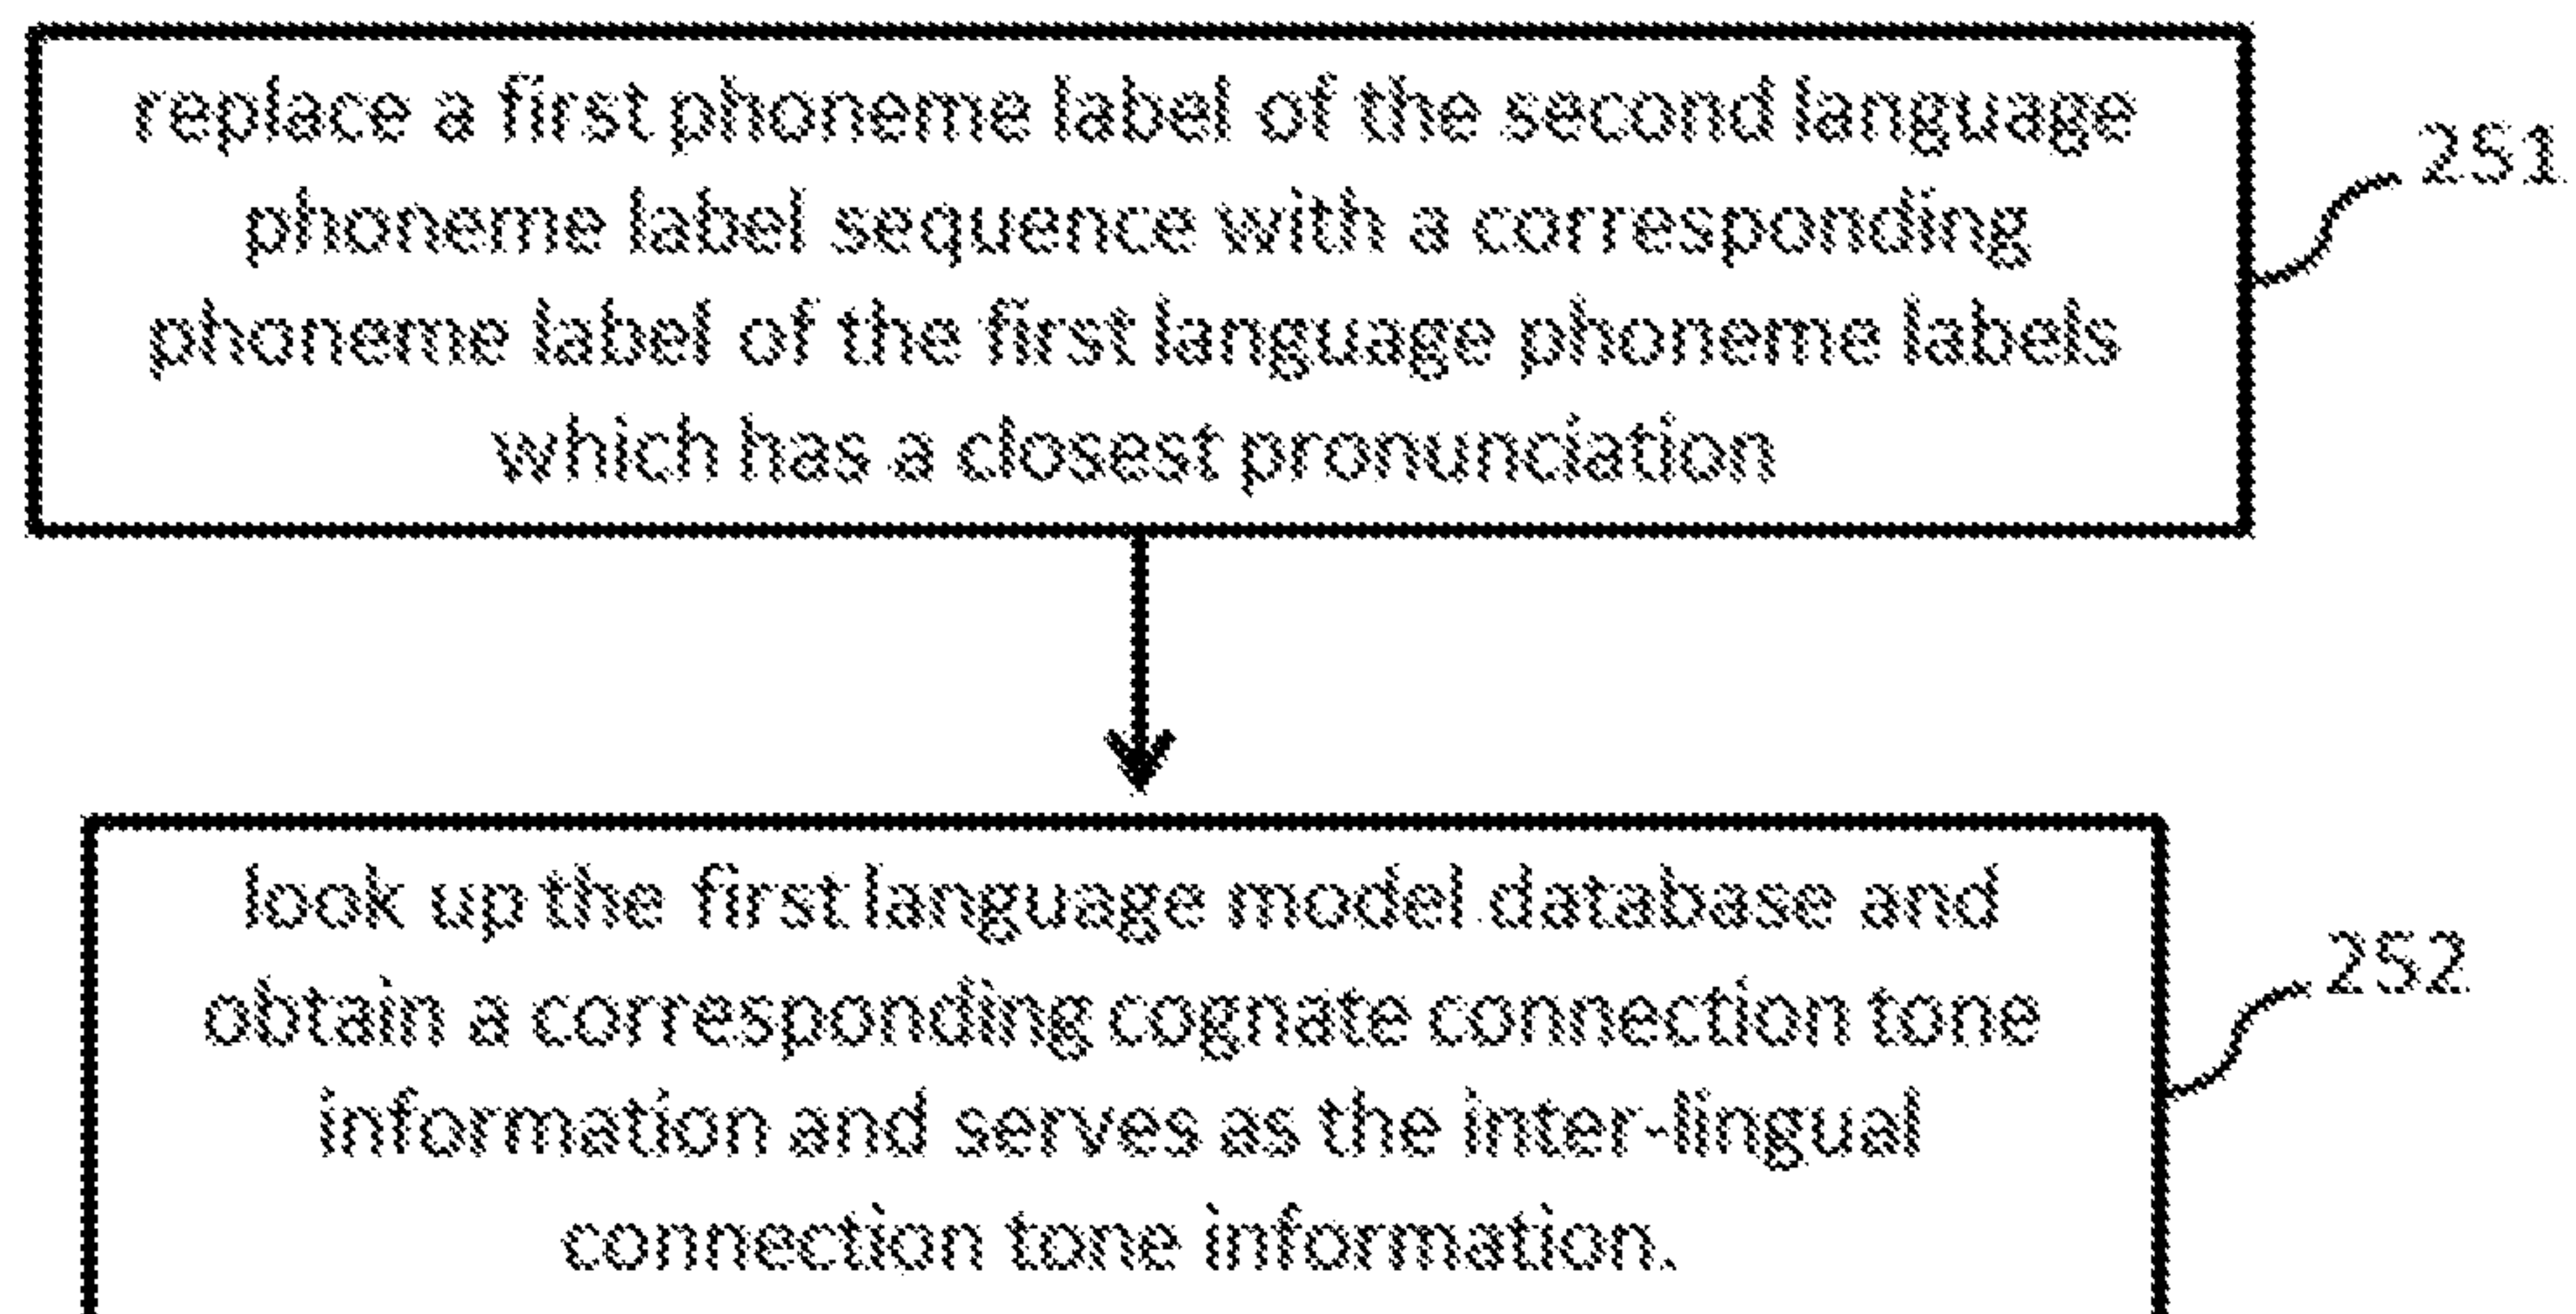 replace a first phoneme label of the second language
phoneme label sequence with a corresponding
phoneme label of the first language phoneme labels
which has a closest pronunciation
251
look up the first language model database and
obtain a corresponding cognate connection tone
information and serves as the inter-lingual
connection tone information.
252